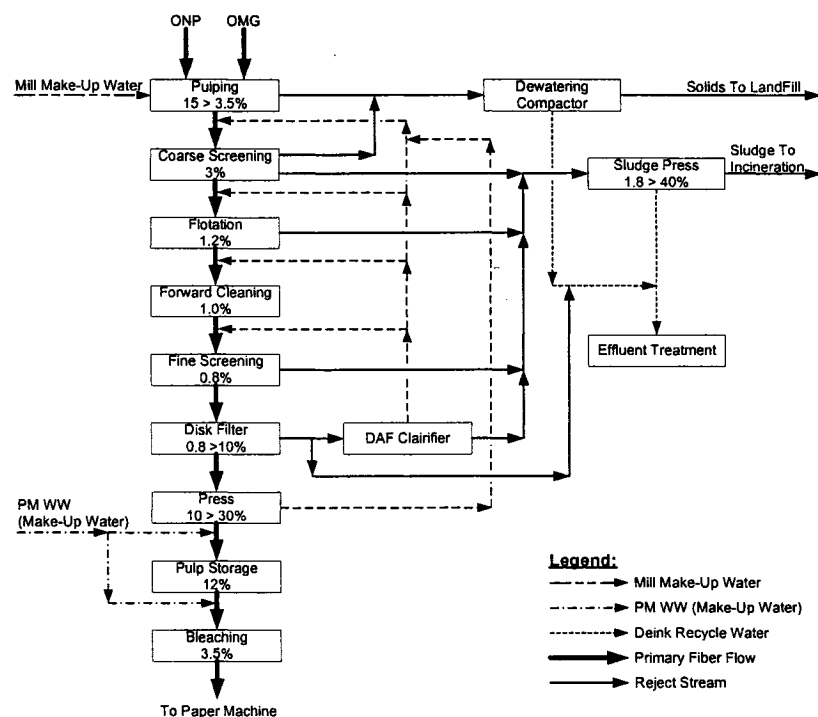 ONP OMG
Mill Make-Up Water
Pulping
15 > 3.5%
Dewatering
Compactor
Solids To LandFill
Coarse Screening
3%
Sludge Press
1.8 > 40%
Sludge To
Incineration
Flotation
1.2%
Forward Cleaning
1.0%
Effluent Treatment
Fine Screening
0.8%
Disk Filter
0.8 >10%
DAF Clairifier
Press
10 > 30%
PM WW
(Make-Up Water)
Pulp Storage
12%
Bleaching
3.5%
To Paper Machine
Legend:
Mill Make-Up Water
PM WW (Make-Up Water)
Deink Recycle Water
Primary Fiber Flow
Reject Stream